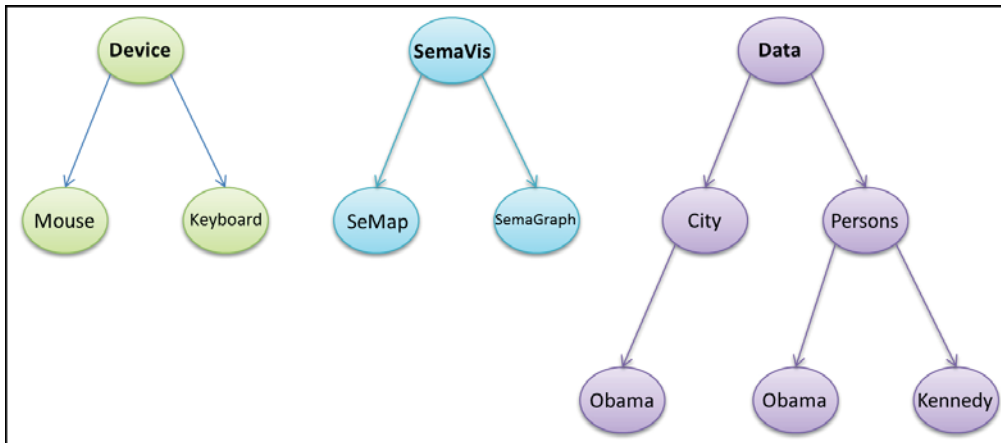 Device
SemaVis
Data
Mouse
Keyboard
SeMap
SemaGraph
City
Persons
Obama
Obama
Kennedy